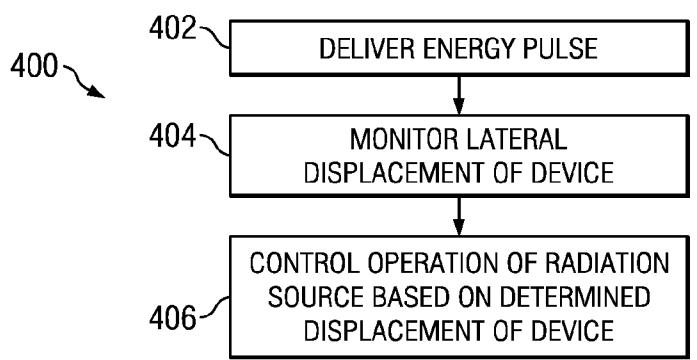 400
402
DELIVER ENERGY PULSE
404
MONITOR LATERAL
DISPLACEMENT OF DEVICE
406
CONTROL OPERATION OF RADIATION
SOURCE BASED ON DETERMINED
DISPLACEMENT OF DEVICE